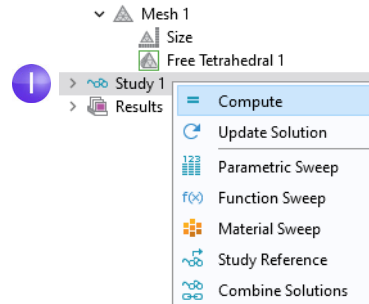 Mesh 1
Size
Free Tetrahedral 1
1
Study 1
Results
Compute
Update Solution
123
Parametric Sweep
f(x) Function Sweep
Material Sweep
Study Reference
Combine Solutions